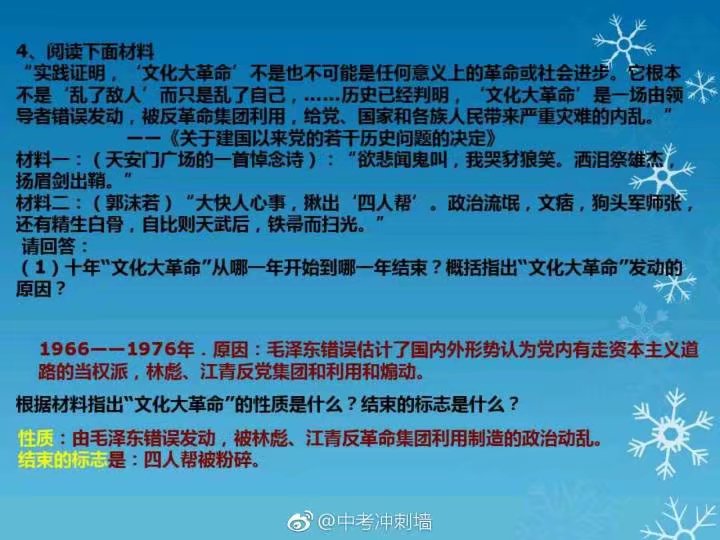 4、阅读下面材料
“实践证明，‘文化大革命’不是也不可能是任何意义上的革命或社会进步。它根本
不是‘乱了敌人’而只是乱了自己，……历史已经判明，‘文化大革命’是一场由领
导者错误发动，被反革命集团利用，给党、国家和各族人民带来严重灾难的内乱。”
——《关于建国以来党的若干历史问题的决定》
材料一：（天安门广场的一首悼念诗）：“欲悲闻鬼叫，我哭豺狼笑。洒泪祭雄杰，
扬眉剑出鞘。”
材料二：（郭沫若）“大快人心事，揪出‘四人帮’。政治流氓，文痞，狗头军师张，
还有精生白骨，自比则天武后，铁帚而扫光。”
请回答：
（1）十年“文化大革命”从哪一年开始到哪一年结束？概括指出“文化大革命”发动的
原因？
1966——1976年．原因：毛泽东错误估计了国内外形势认为党内有走资本主义道
路的当权派，林彪、江青反党集团和利用和煽动。
根据材料指出“文化大革命”的性质是什么？结束的标志是什么？
性质：由毛泽东错误发动，被林彪、江青反革命集团利用制造的政治动乱。
结束的标志是：四人帮被粉碎。
@中考冲刺墙